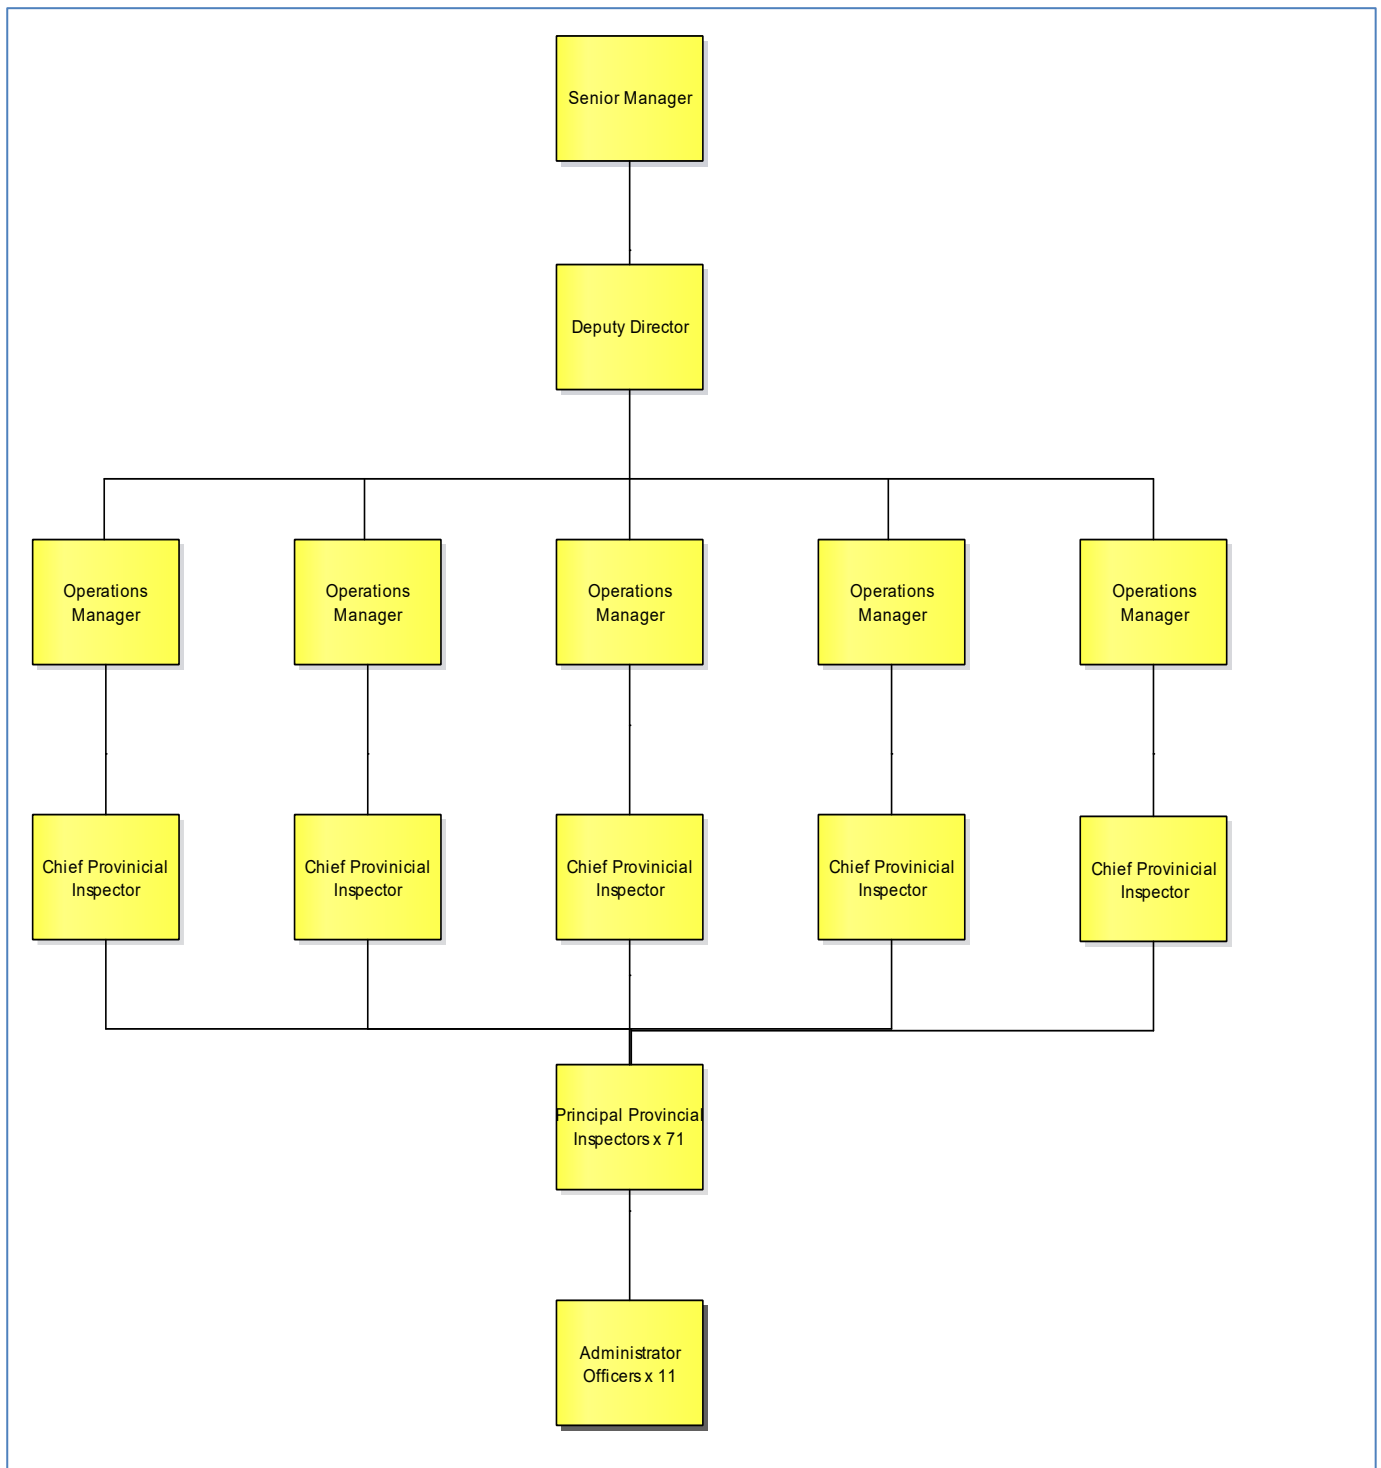 Senior Manager
Deputy Director
Operations
Manager
Operations
Manager
Operations
Manager
Operations
Manager
Operations
Manager
Chief Provinicial
Inspector
Chief Provinicial
Inspector
Chief Provinicial
Inspector
Chief Provinicial
Inspector
Chief Provinicial
Inspector
Principal Provincial
Inspectors x 71
Administrator
Officers x 11